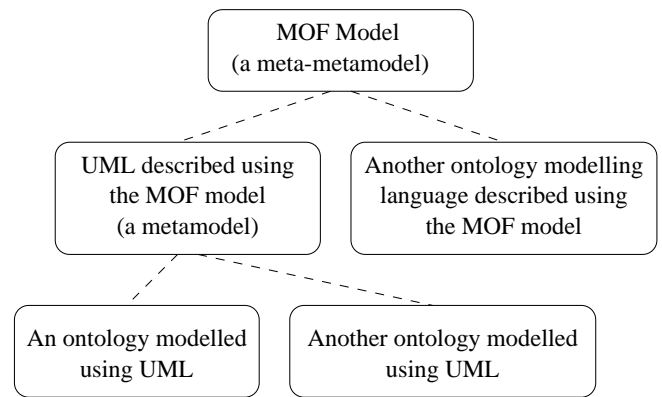 MOF Model
(a meta-metamodel)
UML described using
the MOF model
(a metamodel)
Another ontology modelling
language described using
the MOF model
An ontology modelled
using UML
Another ontology modelled
using UML